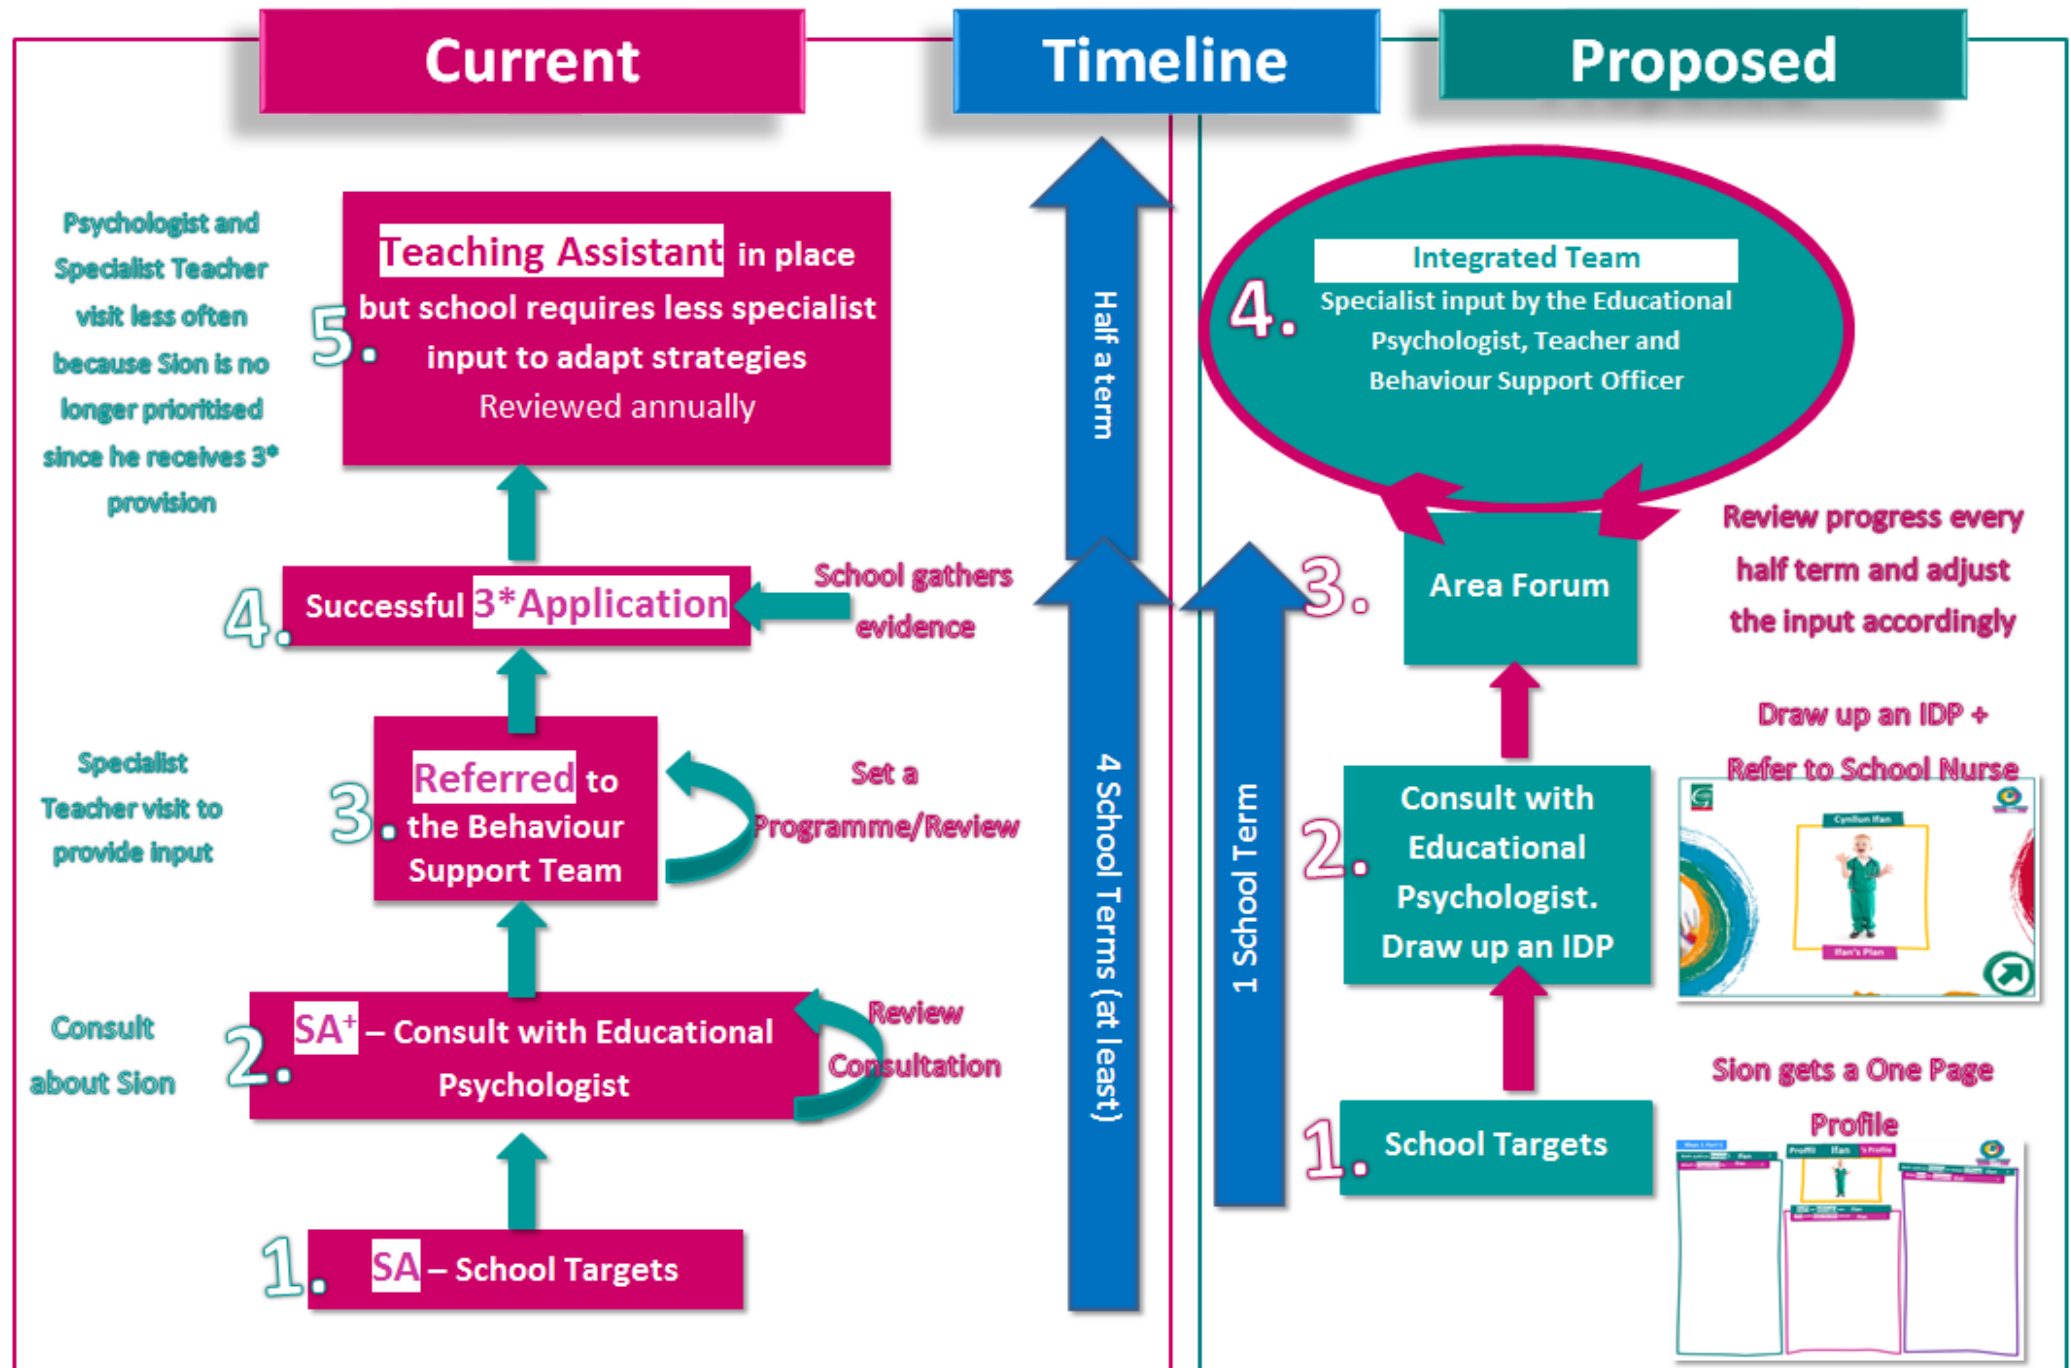 Current
Timeline
Proposed
Psychologist and
Specialist Teacher
visit less often
because Sion is no
longer prioritised
since he receives 3*
provision
5.
Teaching Assistant in place
but school requires less specialist
input to adapt strategies
Reviewed annually
4.
Successful 3*Application
School gathers
evidence
Specialist
Teacher visit to
provide input
3.
Referred to
the Behaviour
Support Team
Set a
Programme/Review
Consult
about Sion
2.
SA+ – Consult with Educational
Psychologist
Review
Consultation
1.
SA – School Targets
Half a term
4 School Terms (at least)
1 School Term
4.
Integrated Team
Specialist input by the Educational
Psychologist, Teacher and
Behaviour Support Officer
3.
Area Forum
Review progress every
half term and adjust
the input accordingly
2.
Consult with
Educational
Psychologist.
Draw up an IDP
Draw up an IDP +
Refer to School Nurse
Cynllun Ifan
Ifan's Plan
1.
School Targets
Sion gets a One Page
Profile
Proffil Ifan 's Profile